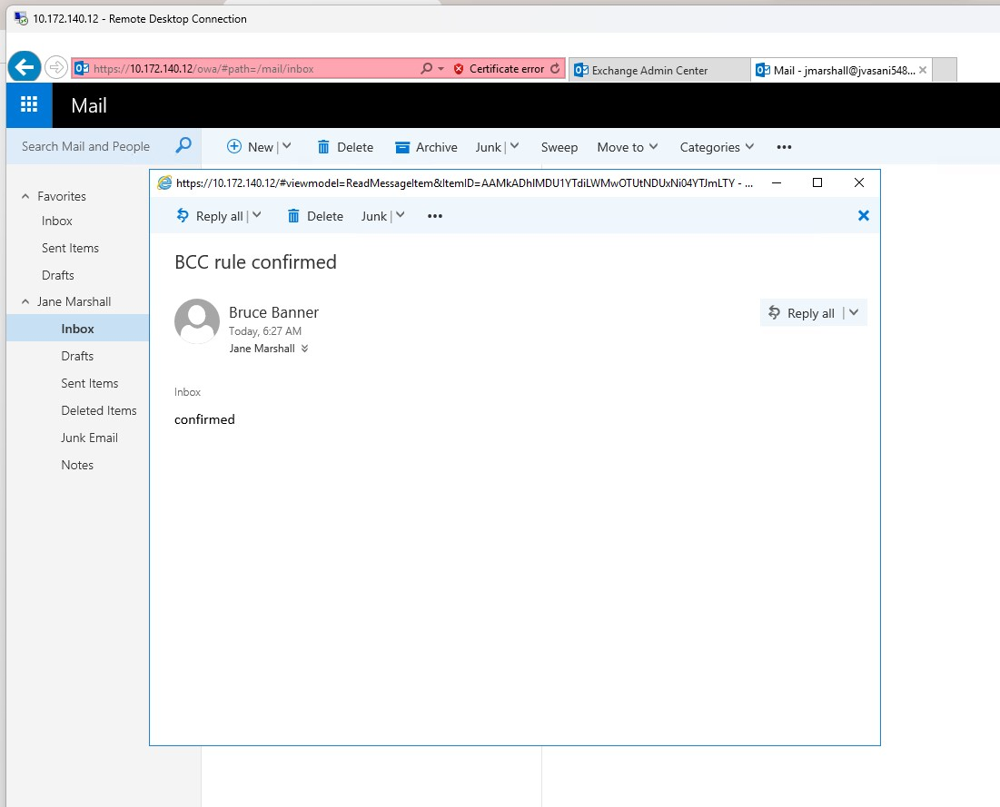 10.172.140.12 - Remote Desktop Connection
https://10.172.140.12/owa/#path=/mail/inbox
Certificate error
Exchange Admin Center
Mail - jmarshall@jvasani548...
Mail
Search Mail and People
New
Delete
Archive
Junk
Sweep
Move to
Categories
Favorites
Inbox
Sent Items
Drafts
Jane Marshall
Inbox
Drafts
Sent Items
Deleted Items
Junk Email
Notes
https://10.172.140.12/#viewmodel=ReadMessageItem&ItemID=AAMkADhlMDU1YTdiLWMwOTUtNDUxNi04YTJmLTY - ...
Reply all
Delete
Junk
BCC rule confirmed
Bruce Banner
Today, 6:27 AM
Jane Marshall
Reply all
Inbox
confirmed